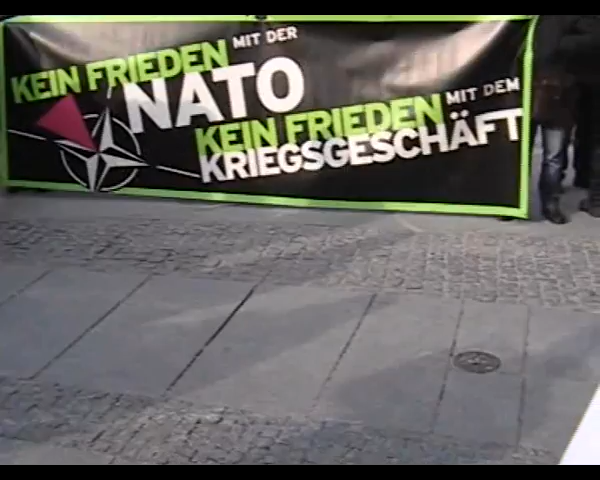 KEIN FRIEDEN MIT DER
NATO
KEIN FRIEDEN MIT DEM
KRIEGSGESCHÄFT